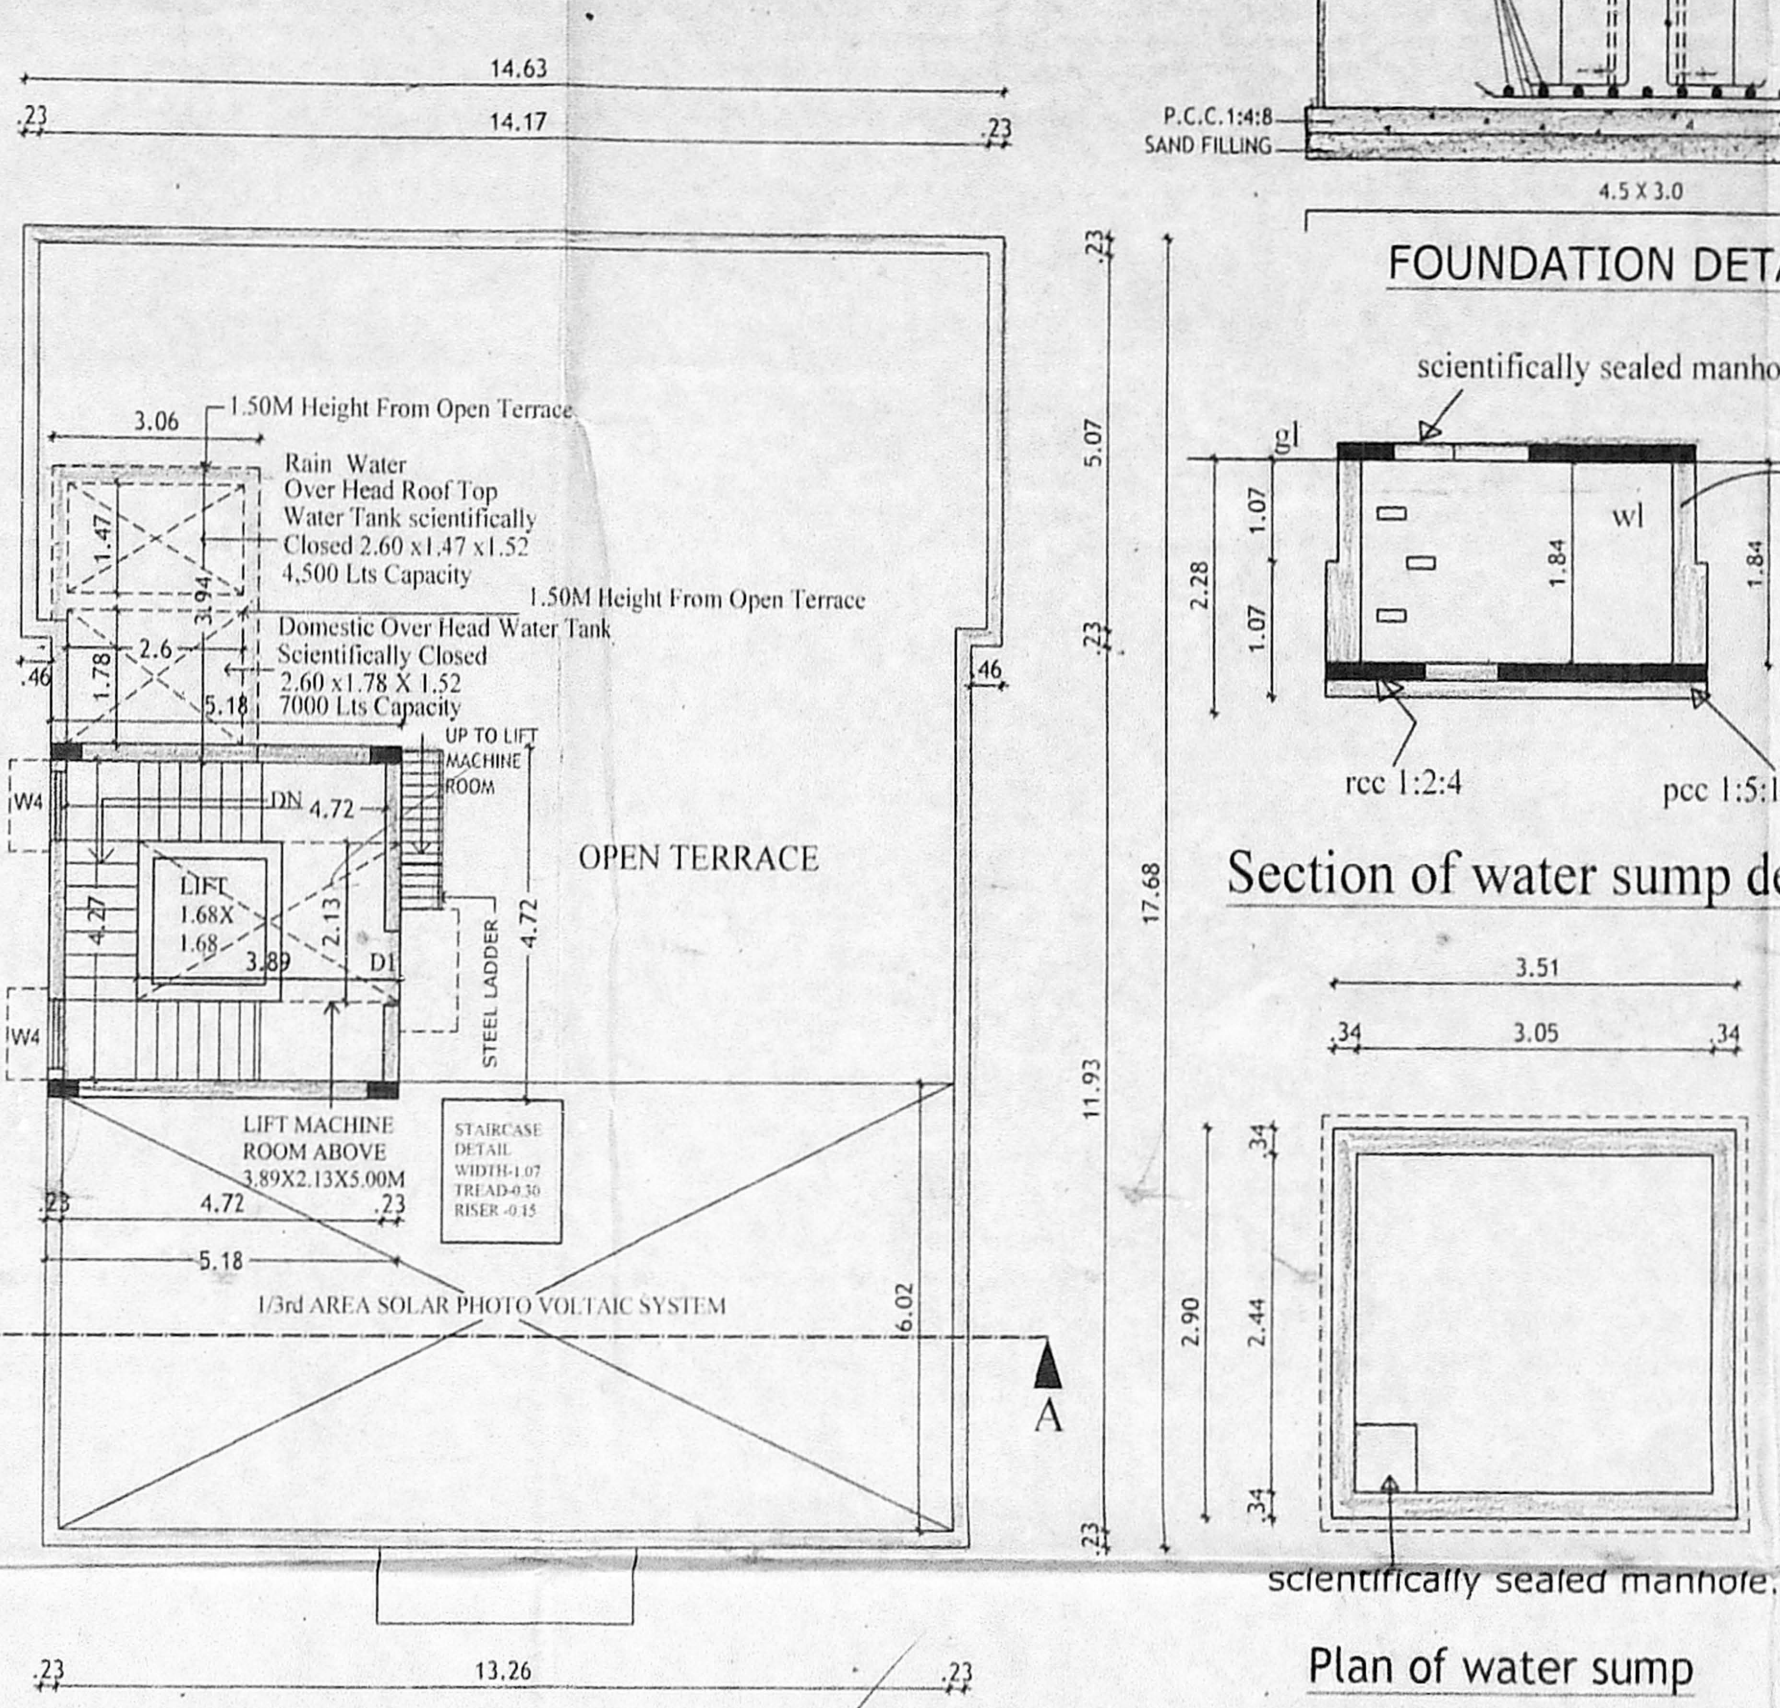 14.63
.23
14.17
.23
P.C.C.1:4:8
SAND FILLING
4.5 X 3.0
FOUNDATION
.23
5.07
.23
17.68
11.93
.23
1.50M Height From Open Terrace
3.06
Rain Water
Over Head Roof Top
Water Tank scientifically
Closed 2.60 x1.47 x1.52
4,500 Lts Capacity
1.47
3.94
1.50M Height From Open Terrace
Domestic Over Head Water Tank
Scientifically Closed
2.60 x1.78 X 1.52
7000 Lts Capacity
2.6
1.78
5.18
.46
.46
UP TO LIFT
MACHINE
ROOM
W4
DN
4.72
LIFT
1.68X
1.68
4.27
2.13
3.89
D1
W4
STEEL LADDER
4.72
OPEN TERRACE
LIFT MACHINE
ROOM ABOVE
3.89X2.13X5.00M
.23
4.72
.23
5.18
STAIRCASE
DETAIL
WIDTH-1.07
TREAD-0.30
RISER -0.15
1/3rd AREA SOLAR PHOTO VOLTAIC SYSTEM
6.02
A
.23
13.26
.23
scientifically sealed
gl
1.07
2.28
1.07
1.84
wl
1.84
rcc 1:2:4
pcc
Section of water sump
3.51
.34
3.05
.34
.34
2.90
2.44
.34
scientifically sealed manhole.
Plan of water sump